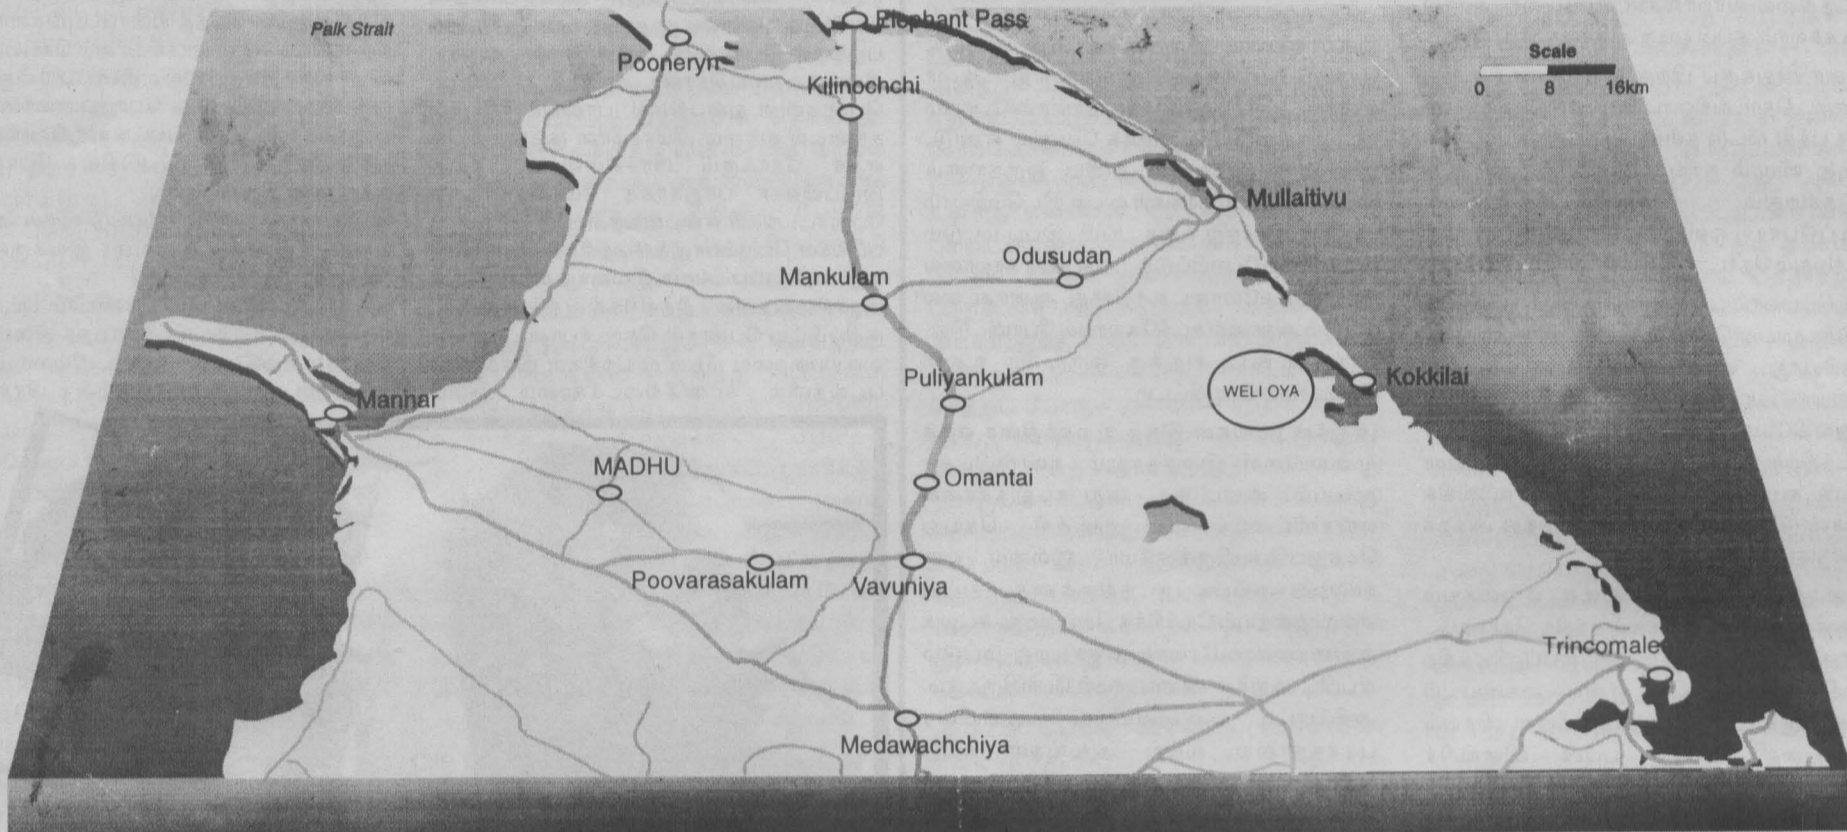 Palk Strait
Elephant Pass
Pooneryn
Scale
0 8 16km
Kilinochchi
Mullaitivu
Odusudan
Mankulam
Puliyankulam
WELI OYA
Kokkilai
Mannar
MADHU
Omantai
Poovarasakulam
Vavuniya
Trincomale
Medawachchiya